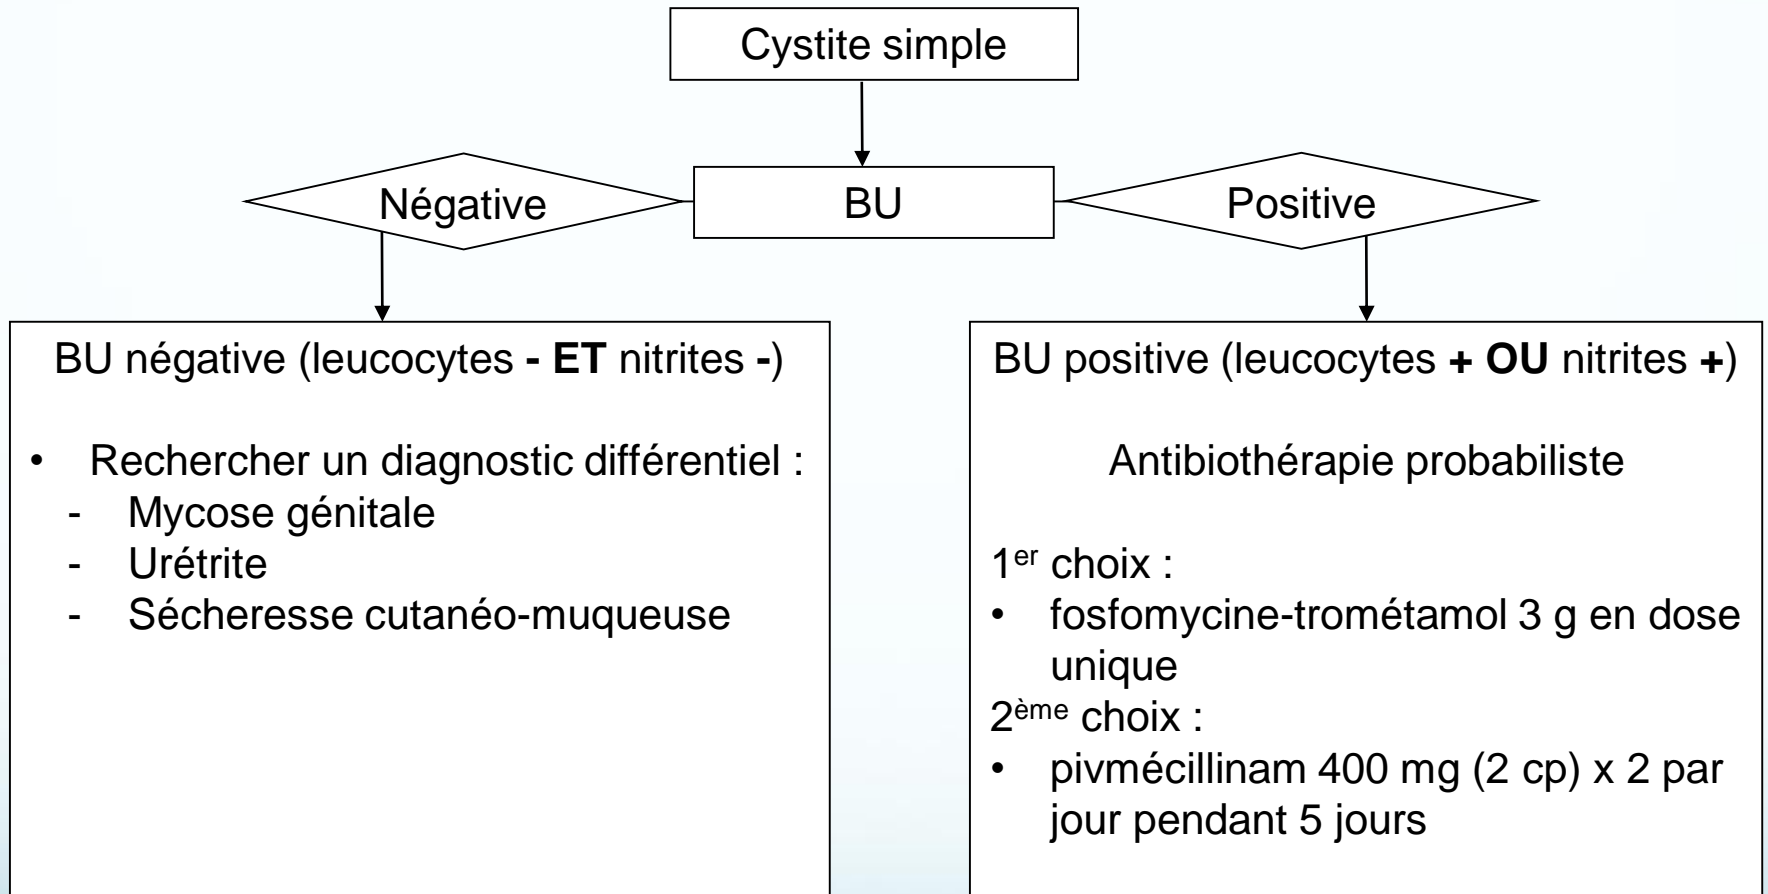 Cystite simple
Négative
BU
Positive
BU négative (leucocytes - ET nitrites -)
• Rechercher un diagnostic différentiel :
- Mycose génitale
- Urétrite
- Sécheresse cutanéo-muqueuse
BU positive (leucocytes + OU nitrites +)
Antibiothérapie probabiliste
1er choix :
• fosfomycine-trométamol 3 g en dose
unique
2ème choix :
• pivmécillinam 400 mg (2 cp) x 2 par
jour pendant 5 jours